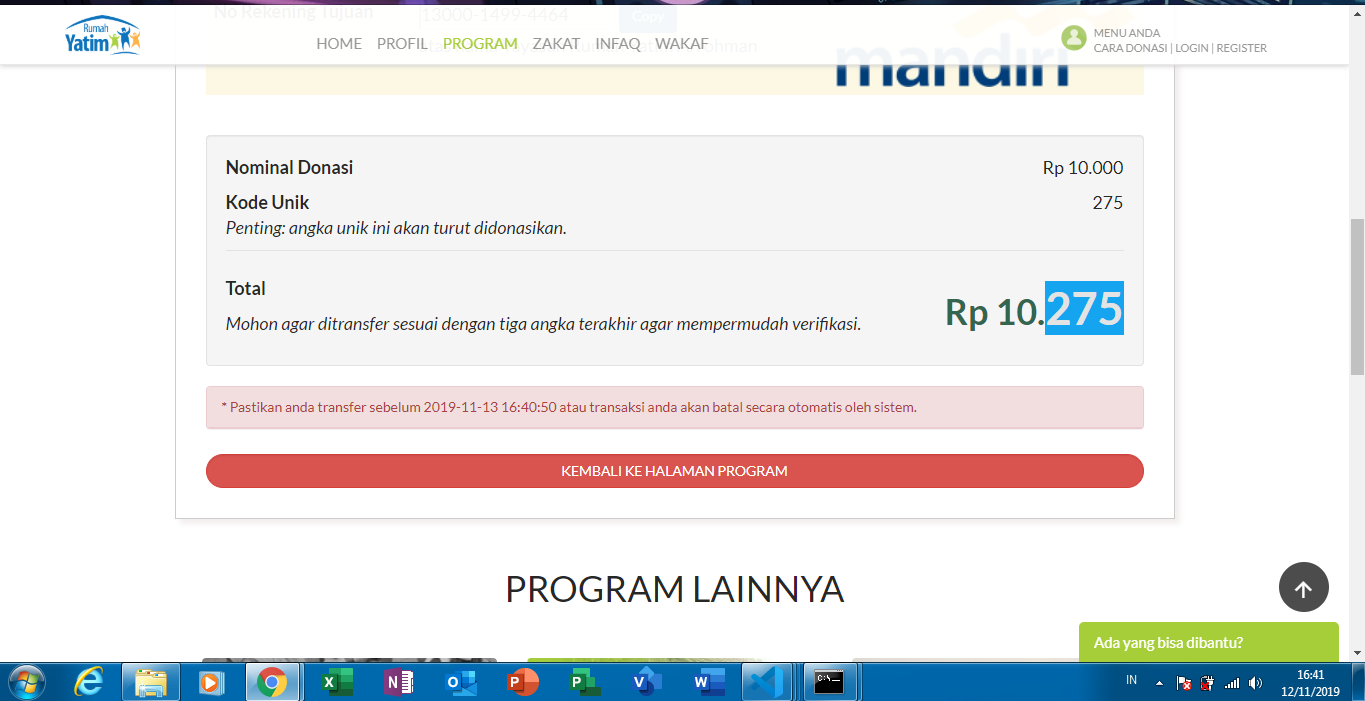 No Rekening Tujuan 13000-1499-4464 Copy
Rumah
Yatim
HOME PROFIL PROGRAM ZAKAT INFAQ WAKAF
MENU ANDA
CARA DONASI | LOGIN | REGISTER
mandiri
Nominal Donasi Rp 10.000
Kode Unik 275
Penting: angka unik ini akan turut didonasikan.
Total
Rp 10.275
Mohon agar ditransfer sesuai dengan tiga angka terakhir agar mempermudah verifikasi.
* Pastikan anda transfer sebelum 2019-11-13 16:40:50 atau transaksi anda akan batal secara otomatis oleh sistem.
KEMBALI KE HALAMAN PROGRAM
PROGRAM LAINNYA
Ada yang bisa dibantu?
IN
16:41
12/11/2019